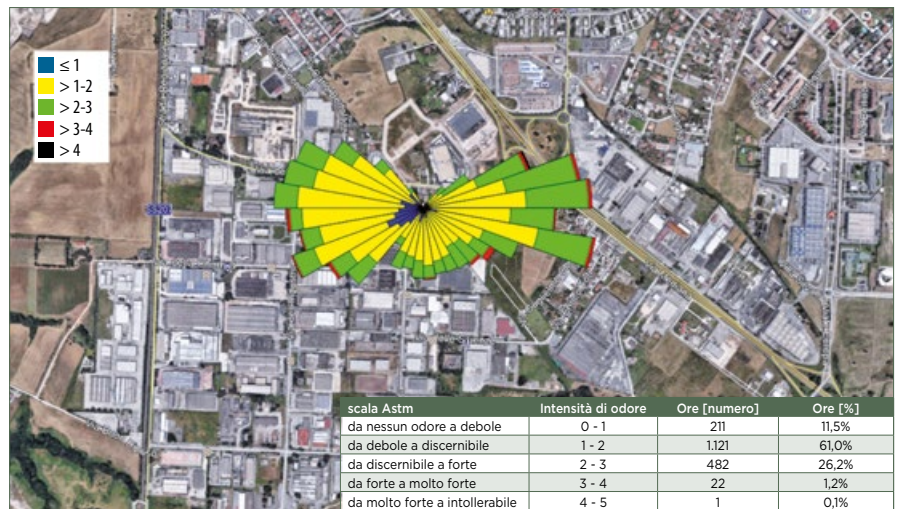 ≤ 1
> 1-2
> 2-3
> 3-4
> 4
scala Astm Intensità di odore Ore [numero] Ore [%]
da nessun odore a debole 0 - 1 211 11,5%
da debole a discernibile 1 - 2 1.121 61,0%
da discernibile a forte 2 - 3 482 26,2%
da forte a molto forte 3 - 4 22 1,2%
da molto forte a intollerabile 4 - 5 1 0,1%